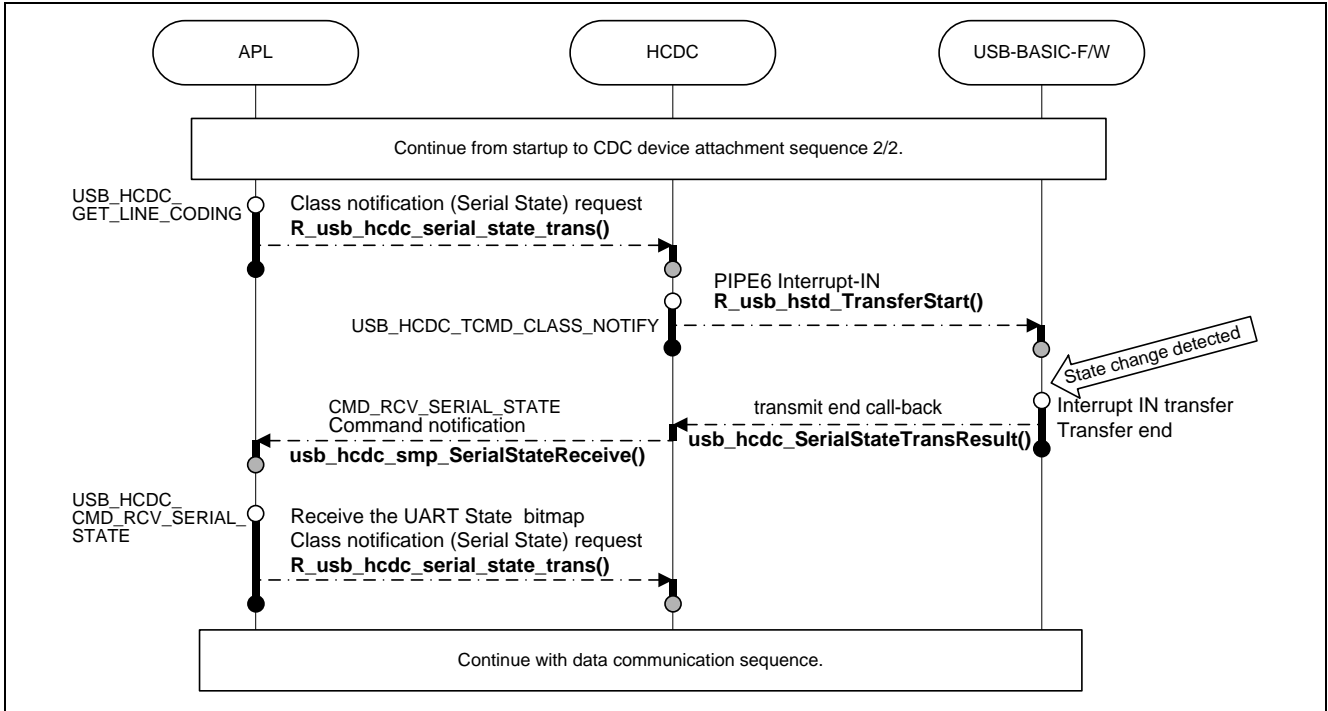 APL
HCDC
USB-BASIC-F/W
Continue from startup to CDC device attachment sequence 2/2.
USB_HCDC_
GET_LINE_CODING
Class notification (Serial State) request
R_usb_hcdc_serial_state_trans()
PIPE6 Interrupt-IN
R_usb_hstd_TransferStart()
USB_HCDC_TCMD_CLASS_NOTIFY
State change detected
CMD_RCV_SERIAL_STATE
Command notification
usb_hcdc_smp_SerialStateReceive()
transmit end call-back
usb_hcdc_SerialStateTransResult()
Interrupt IN transfer
Transfer end
USB_HCDC_
CMD_RCV_SERIAL_
STATE
Receive the UART State bitmap
Class notification (Serial State) request
R_usb_hcdc_serial_state_trans()
Continue with data communication sequence.